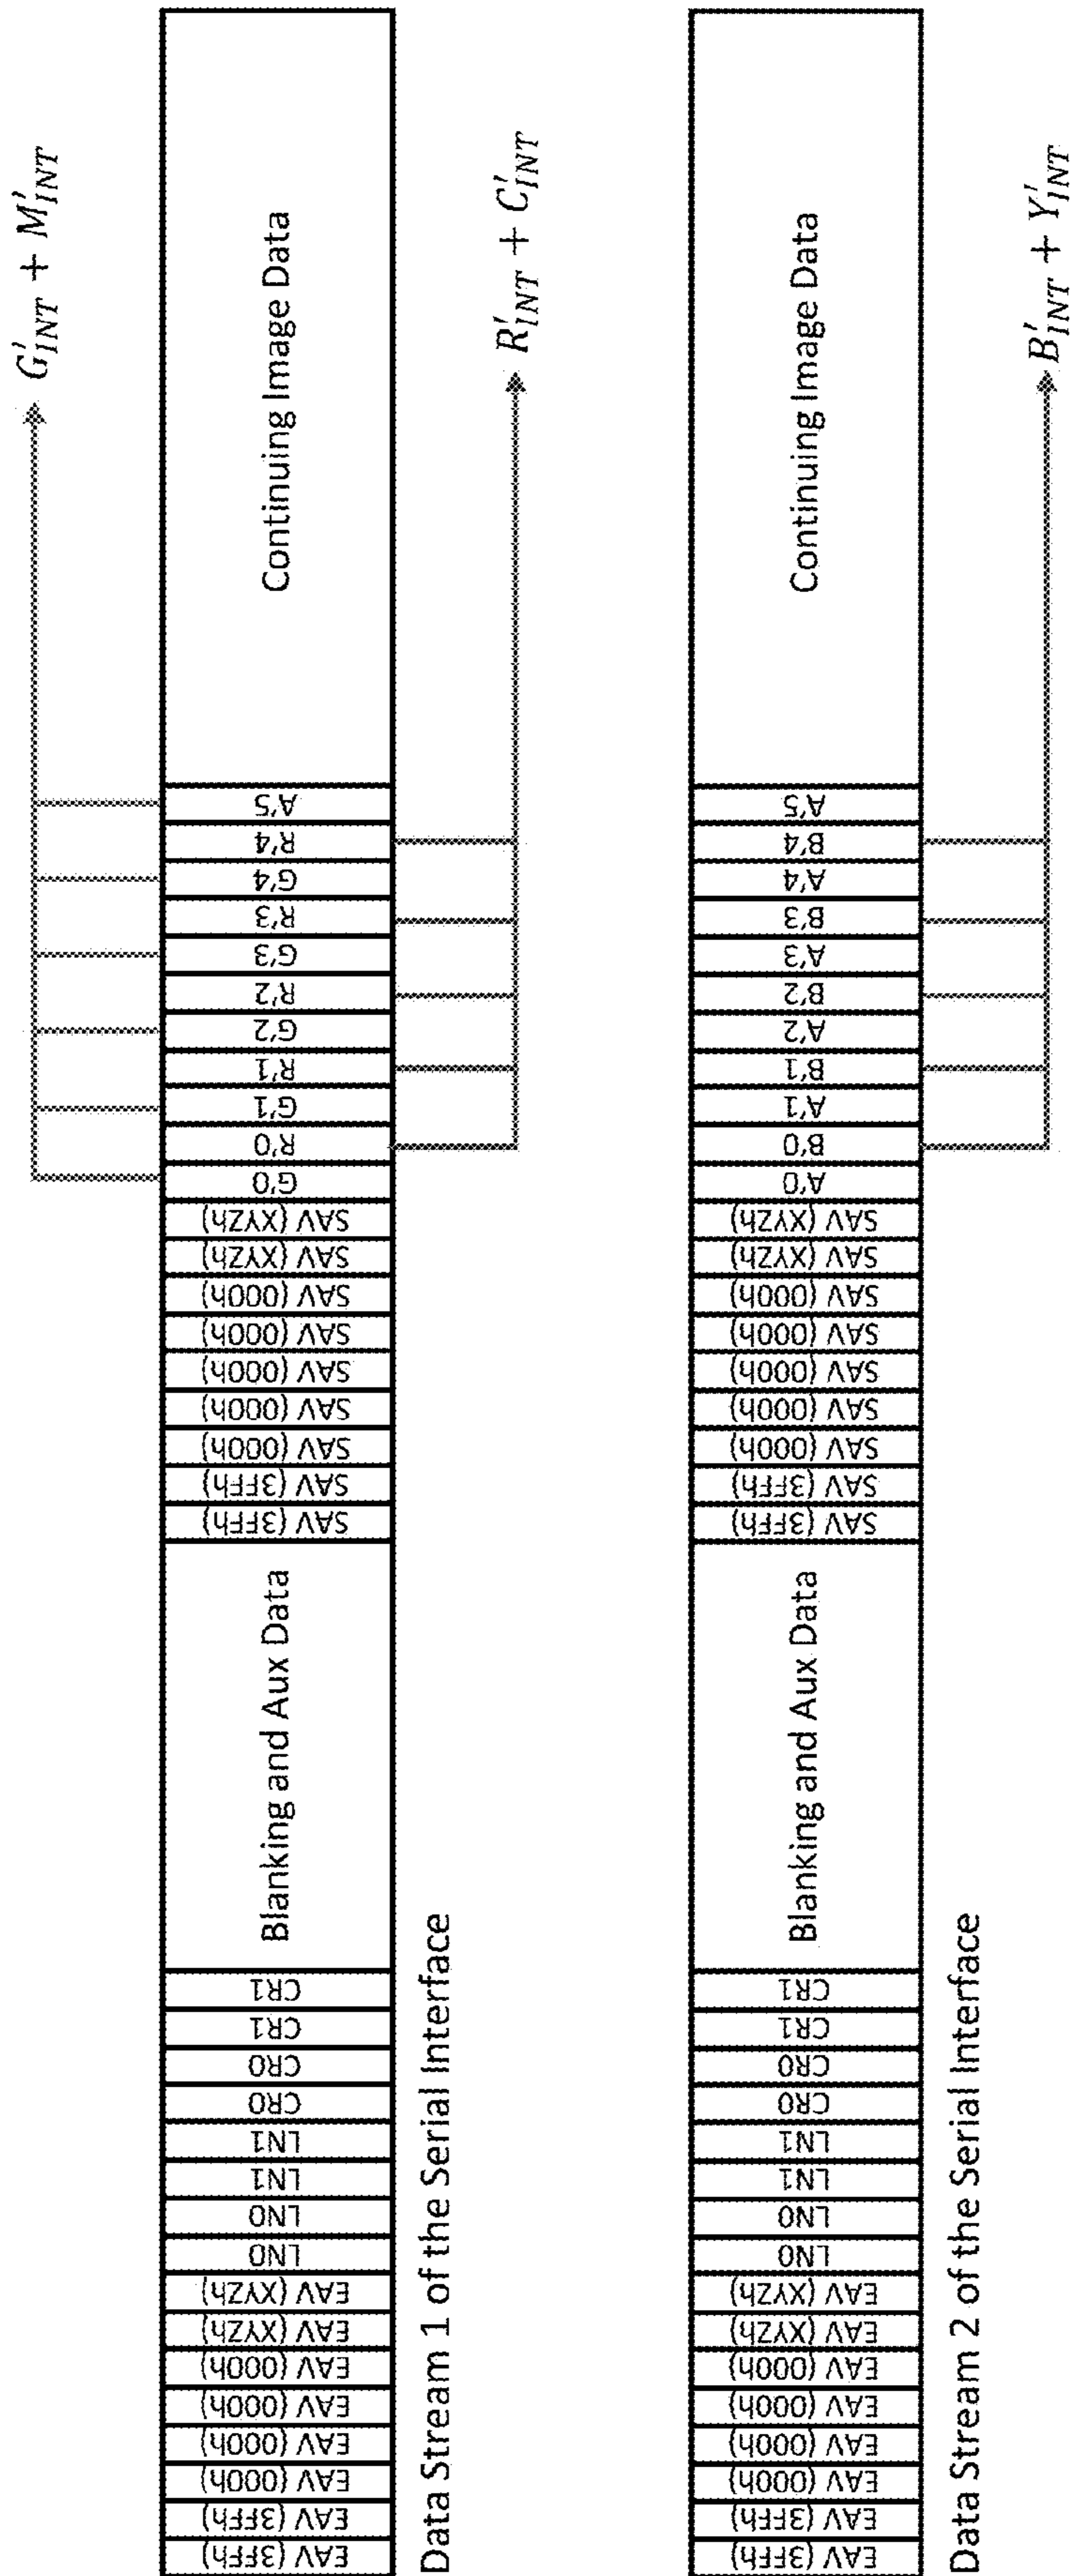 G'INT + M'INT
EAV (3FFh)
EAV (3FFh)
EAV (000h)
EAV (000h)
EAV (000h)
EAV (000h)
EAV (XYZh)
EAV (XYZh)
LN0
LN0
LN1
LN1
CR0
CR0
CR1
CR1
Blanking and Aux Data
SAV (3FFh)
SAV (3FFh)
SAV (000h)
SAV (000h)
SAV (000h)
SAV (000h)
SAV (000h)
SAV (XYZh)
SAV (XYZh)
G'0
R'0
G'1
R'1
G'2
R'2
G'3
R'3
G'4
R'4
A'5
Continuing Image Data
Data Stream 1 of the Serial Interface
R'INT + C'INT
EAV (3FFh)
EAV (3FFh)
EAV (000h)
EAV (000h)
EAV (000h)
EAV (000h)
EAV (XYZh)
EAV (XYZh)
LN0
LN0
LN1
LN1
CR0
CR0
CR1
CR1
Blanking and Aux Data
SAV (3FFh)
SAV (3FFh)
SAV (000h)
SAV (000h)
SAV (000h)
SAV (000h)
SAV (000h)
SAV (XYZh)
SAV (XYZh)
A'0
B'0
A'1
B'1
A'2
B'2
A'3
B'3
A'4
B'4
A'5
Continuing Image Data
Data Stream 2 of the Serial Interface
B'INT + Y'INT